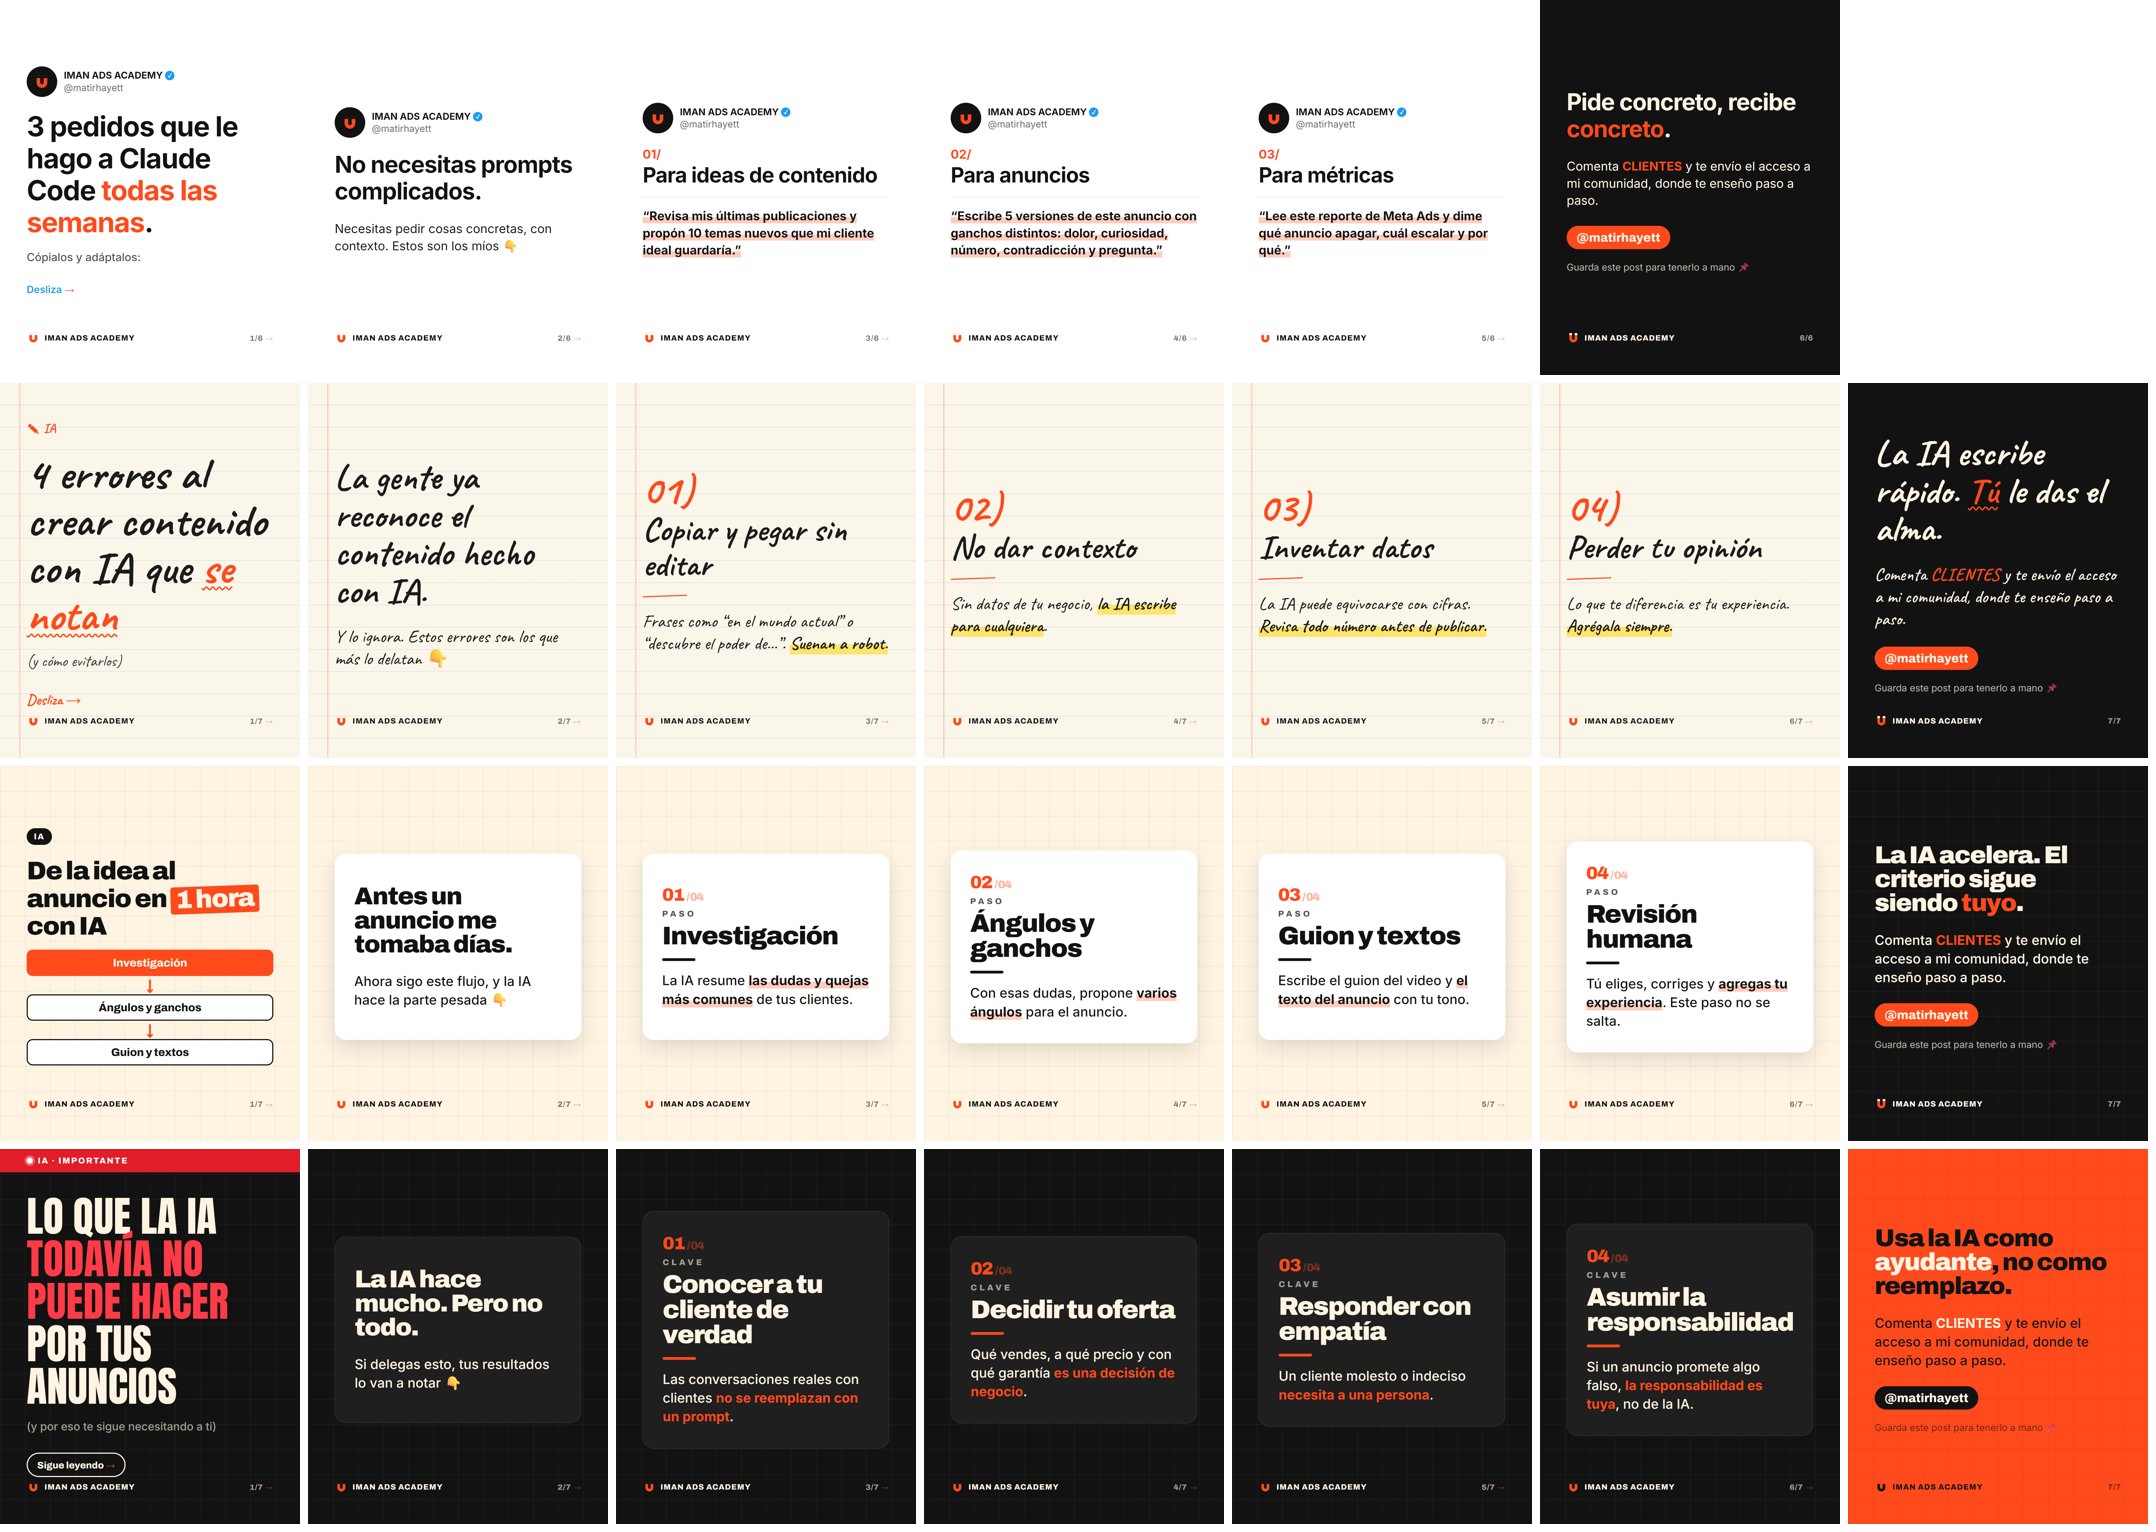 IMAN ADS ACADEMY
@matirhayett
3 pedidos que le
hago a Claude
Code todas las
semanas.
Cópialos y adáptalos:
Desliza →
IMAN ADS ACADEMY
1/6 →
IMAN ADS ACADEMY
@matirhayett
No necesitas prompts
complicados.
Necesitas pedir cosas concretas, con
contexto. Estos son los míos 👇
IMAN ADS ACADEMY
2/6 →
IMAN ADS ACADEMY
@matirhayett
01/
Para ideas de contenido
“Revisa mis últimas publicaciones y
propón 10 temas nuevos que mi cliente
ideal guardaría.”
IMAN ADS ACADEMY
3/6 →
IMAN ADS ACADEMY
@matirhayett
02/
Para anuncios
“Escribe 5 versiones de este anuncio con
ganchos distintos: dolor, curiosidad,
número, contradicción y pregunta.”
IMAN ADS ACADEMY
4/6 →
IMAN ADS ACADEMY
@matirhayett
03/
Para métricas
“Lee este reporte de Meta Ads y dime
qué anuncio apagar, cuál escalar y por
qué.”
IMAN ADS ACADEMY
5/6 →
Pide concreto, recibe
concreto.
Comenta CLIENTES y te envío el acceso a
mi comunidad, donde te enseño paso a
paso.
@matirhayett
Guarda este post para tenerlo a mano 📌
IMAN ADS ACADEMY
6/6
✏️ IA
4 errores al
crear contenido
con IA que se
notan
(y cómo evitarlos)
Desliza →
IMAN ADS ACADEMY
1/7 →
La gente ya
reconoce el
contenido hecho
con IA.
Y lo ignora. Estos errores son los que
más lo delatan 👇
IMAN ADS ACADEMY
2/7 →
01)
Copiar y pegar sin
editar
Frases como “en el mundo actual” o
“descubre el poder de...”. Suenan a robot.
IMAN ADS ACADEMY
3/7 →
02)
No dar contexto
Sin datos de tu negocio, la IA escribe
para cualquiera.
IMAN ADS ACADEMY
4/7 →
03)
Inventar datos
La IA puede equivocarse con cifras.
Revisa todo número antes de publicar.
IMAN ADS ACADEMY
5/7 →
04)
Perder tu opinión
Lo que te diferencia es tu experiencia.
Agrégala siempre.
IMAN ADS ACADEMY
6/7 →
La IA escribe
rápido. Tú le das el
alma.
Comenta CLIENTES y te envío el acceso
a mi comunidad, donde te enseño paso a
paso.
@matirhayett
Guarda este post para tenerlo a mano 📌
IMAN ADS ACADEMY
7/7
IA
De la idea al
anuncio en 1 hora
con IA
Investigación
↓
Ángulos y ganchos
↓
Guion y textos
IMAN ADS ACADEMY
1/7 →
Antes un
anuncio me
tomaba días.
Ahora sigo este flujo, y la IA
hace la parte pesada 👇
IMAN ADS ACADEMY
2/7 →
01/04
PASO
Investigación
La IA resume las dudas y quejas
más comunes de tus clientes.
IMAN ADS ACADEMY
3/7 →
02/04
PASO
Ángulos y
ganchos
Con esas dudas, propone varios
ángulos para el anuncio.
IMAN ADS ACADEMY
4/7 →
03/04
PASO
Guion y textos
Escribe el guion del video y el
texto del anuncio con tu tono.
IMAN ADS ACADEMY
5/7 →
04/04
PASO
Revisión
humana
Tú eliges, corriges y agregas tu
experiencia. Este paso no se
salta.
IMAN ADS ACADEMY
6/7 →
La IA acelera. El
criterio sigue
siendo tuyo.
Comenta CLIENTES y te envío el
acceso a mi comunidad, donde te
enseño paso a paso.
@matirhayett
Guarda este post para tenerlo a mano 📌
IMAN ADS ACADEMY
7/7
IA · IMPORTANTE
LO QUE LA IA
TODAVÍA NO
PUEDE HACER
POR TUS
ANUNCIOS
(y por eso te sigue necesitando a ti)
Sigue leyendo →
IMAN ADS ACADEMY
1/7 →
La IA hace
mucho. Pero no
todo.
Si delegas esto, tus resultados
lo van a notar 👇
IMAN ADS ACADEMY
2/7 →
01/04
CLAVE
Conocer a tu
cliente de
verdad
Las conversaciones reales con
clientes no se reemplazan con
un prompt.
IMAN ADS ACADEMY
3/7 →
02/04
CLAVE
Decidir tu oferta
Qué vendes, a qué precio y con
qué garantía es una decisión de
negocio.
IMAN ADS ACADEMY
4/7 →
03/04
CLAVE
Responder con
empatía
Un cliente molesto o indeciso
necesita a una persona.
IMAN ADS ACADEMY
5/7 →
04/04
CLAVE
Asumir la
responsabilidad
Si un anuncio promete algo
falso, la responsabilidad es
tuya, no de la IA.
IMAN ADS ACADEMY
6/7 →
Usa la IA como
ayudante, no como
reemplazo.
Comenta CLIENTES y te envío el
acceso a mi comunidad, donde te
enseño paso a paso.
@matirhayett
Guarda este post para tenerlo a mano 📌
IMAN ADS ACADEMY
7/7